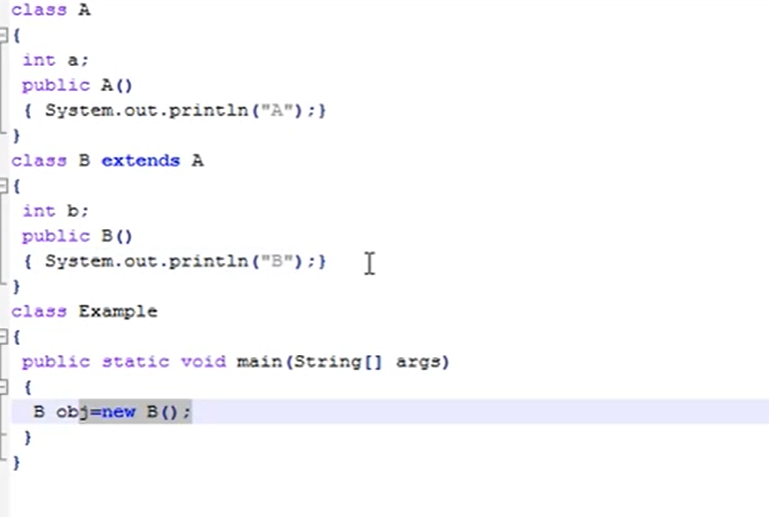 class A
{
int a;
public A()
{ System.out.println("A");}
}
class B extends A
{
int b;
public B()
{ System.out.println("B");}
}
class Example
{
public static void main(String[] args)
{
B obj=new B();
}
}